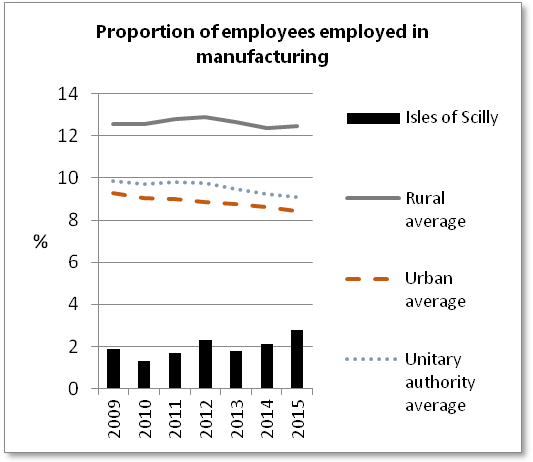 Proportion of employees employed in
manufacturing
14
12
10
8
6
4
2
0
%
2009
2010
2011
2012
2013
2014
2015
Isles of Scilly
Rural
average
Urban
average
Unitary
authority
average